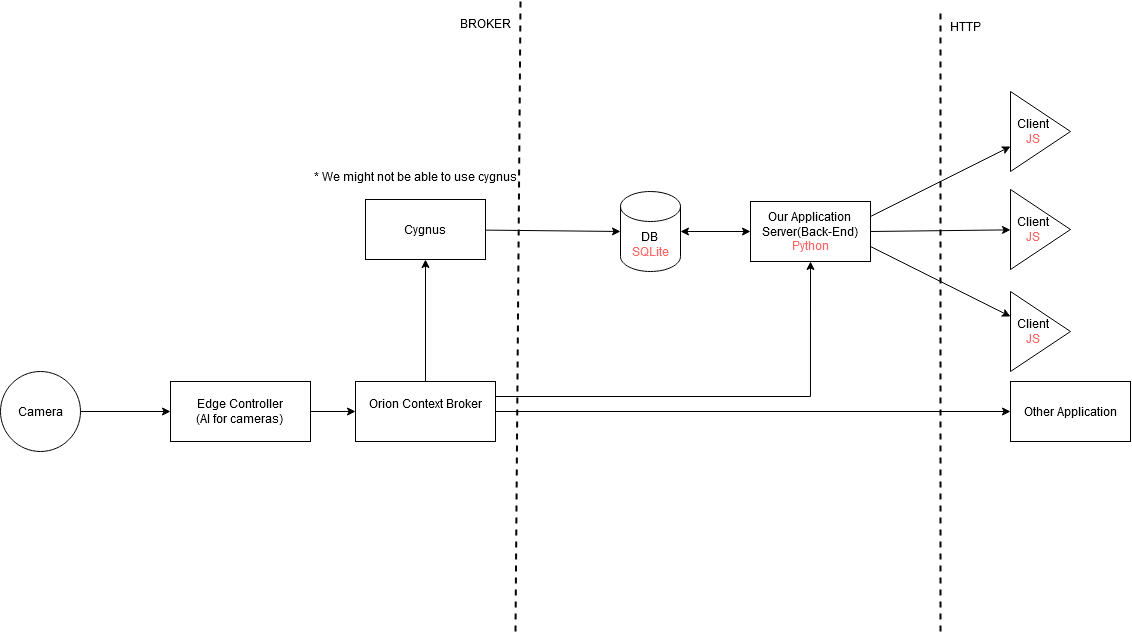 BROKER
HTTP
Client
JS
* We might not be able to use cygnus
Cygnus
DB
SQLite
Our Application
Server(Back-End)
Python
Client
JS
Client
JS
Camera
Edge Controller
(AI for cameras)
Orion Context Broker
Other Application